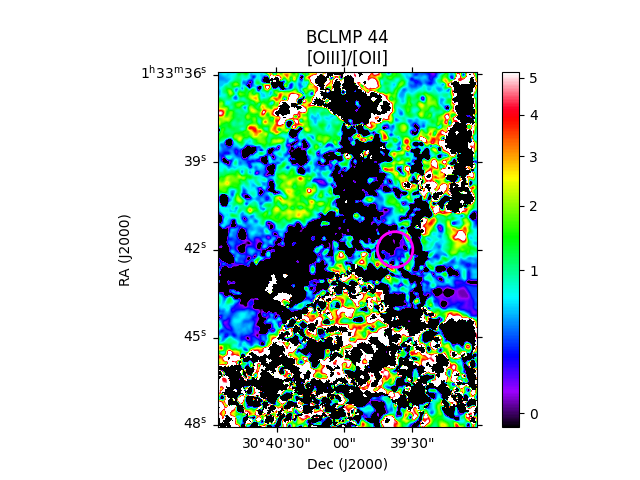 BCLMP 44
[OIII]/[OII]
1h33m36s
39s
42s
45s
48s
RA (J2000)
30°40'30" 00" 39'30"
Dec (J2000)
5
4
3
2
1
0